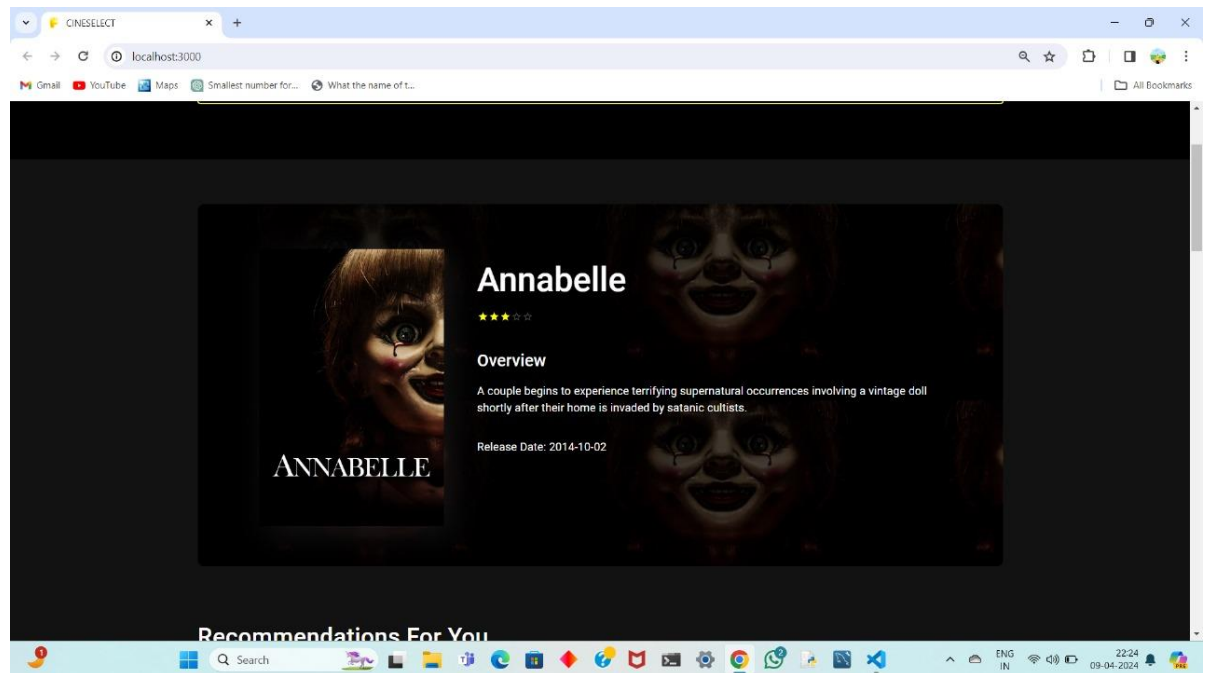 CINESELECT
localhost:3000
Gmail YouTube Maps Smallest number for... What the name of t... All Bookmarks
Annabelle
Overview
A couple begins to experience terrifying supernatural occurrences involving a vintage doll
shortly after their home is invaded by satanic cultists.
Release Date: 2014-10-02
ANNABELLE
Recommendations For You
1
Search
ENG
IN
22:24
09-04-2024
PRE